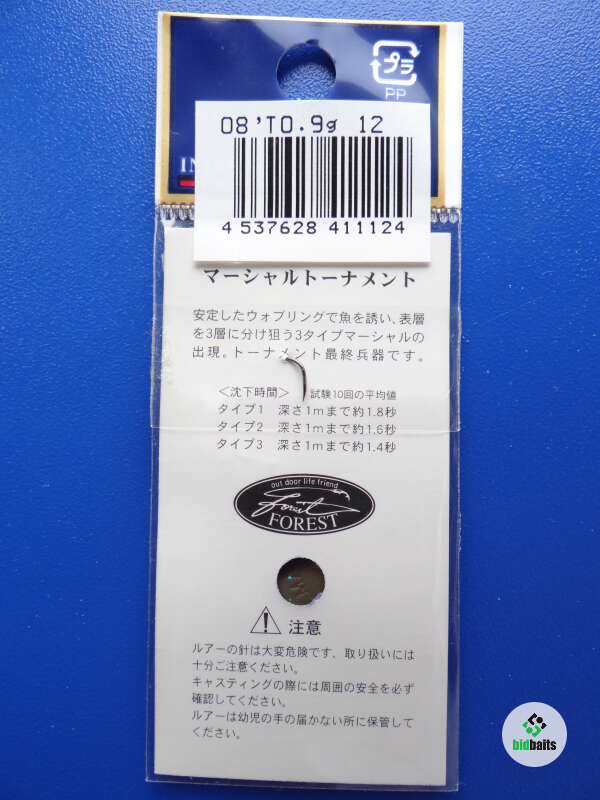 プラ
PP
08'TO.9g 12
IN
4 537628 411124
マーシャルトーナメント
安定したウォブリングで魚を誘い、表層
を3層に分け狙う3タイプマーシャルの
出現。トーナメント最終兵器です。
〈沈下時間〉 試験10回の平均値
タイプ1 深さ1mまで約1.8秒
タイプ2 深さ1mまで約1.6秒
タイプ3 深さ1mまで約1.4秒
out door life friend
Forest
FOREST
注意
ルアーの針は大変危険です、取り扱いには
十分ご注意ください。
キャスティングの際には周囲の安全を必ず
確認してください。
ルアーは幼児の手の届かない所に保管して
ください。
bidbaits